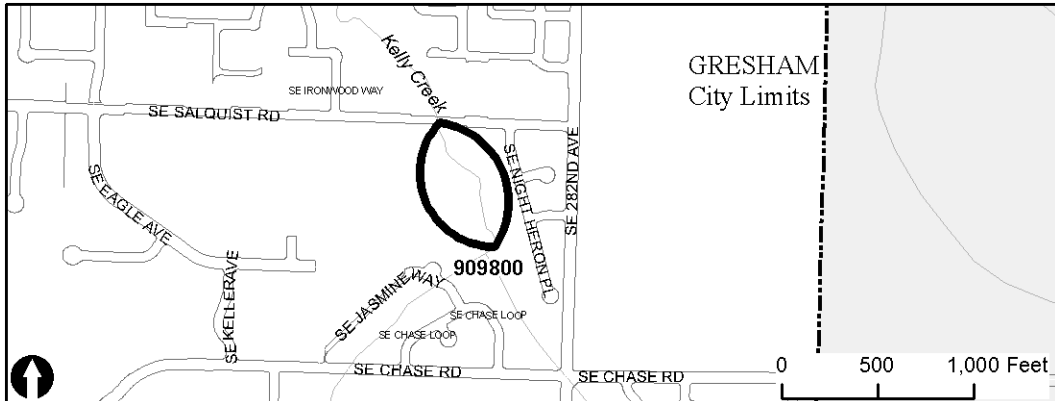 Kelly Creek
GRESHAM
City Limits
SE IRONWOOD WAY
SE SALQUIST RD
SE EAGLE AVE
SE NIGHT HERON PL
SE 282ND AVE
909800
SE KELLERAVE
SE JASMINE WAY
SE CHASE LOOP
SE CHASE LOOP
SE CHASE RD
SE CHASE RD
0 500 1,000 Feet